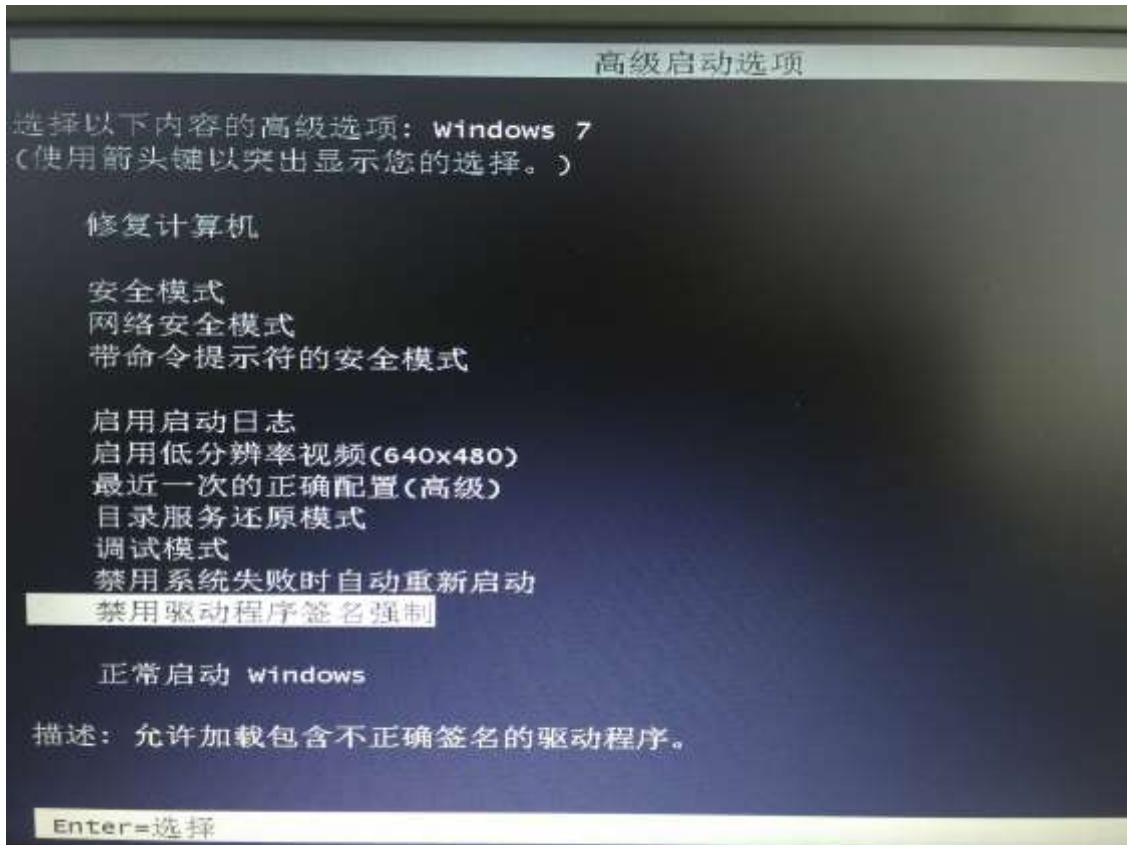 高级启动选项
选择以下内容的高级选项: Windows 7
(使用箭头键以突出显示您的选择。)
修复计算机
安全模式
网络安全模式
带命令提示符的安全模式
启用启动日志
启用低分辨率视频(640x480)
最近一次的正确配置(高级)
目录服务还原模式
调试模式
禁用系统失败时自动重新启动
禁用驱动程序签名强制
正常启动 Windows
描述: 允许加载包含不正确签名的驱动程序。
Enter=选择